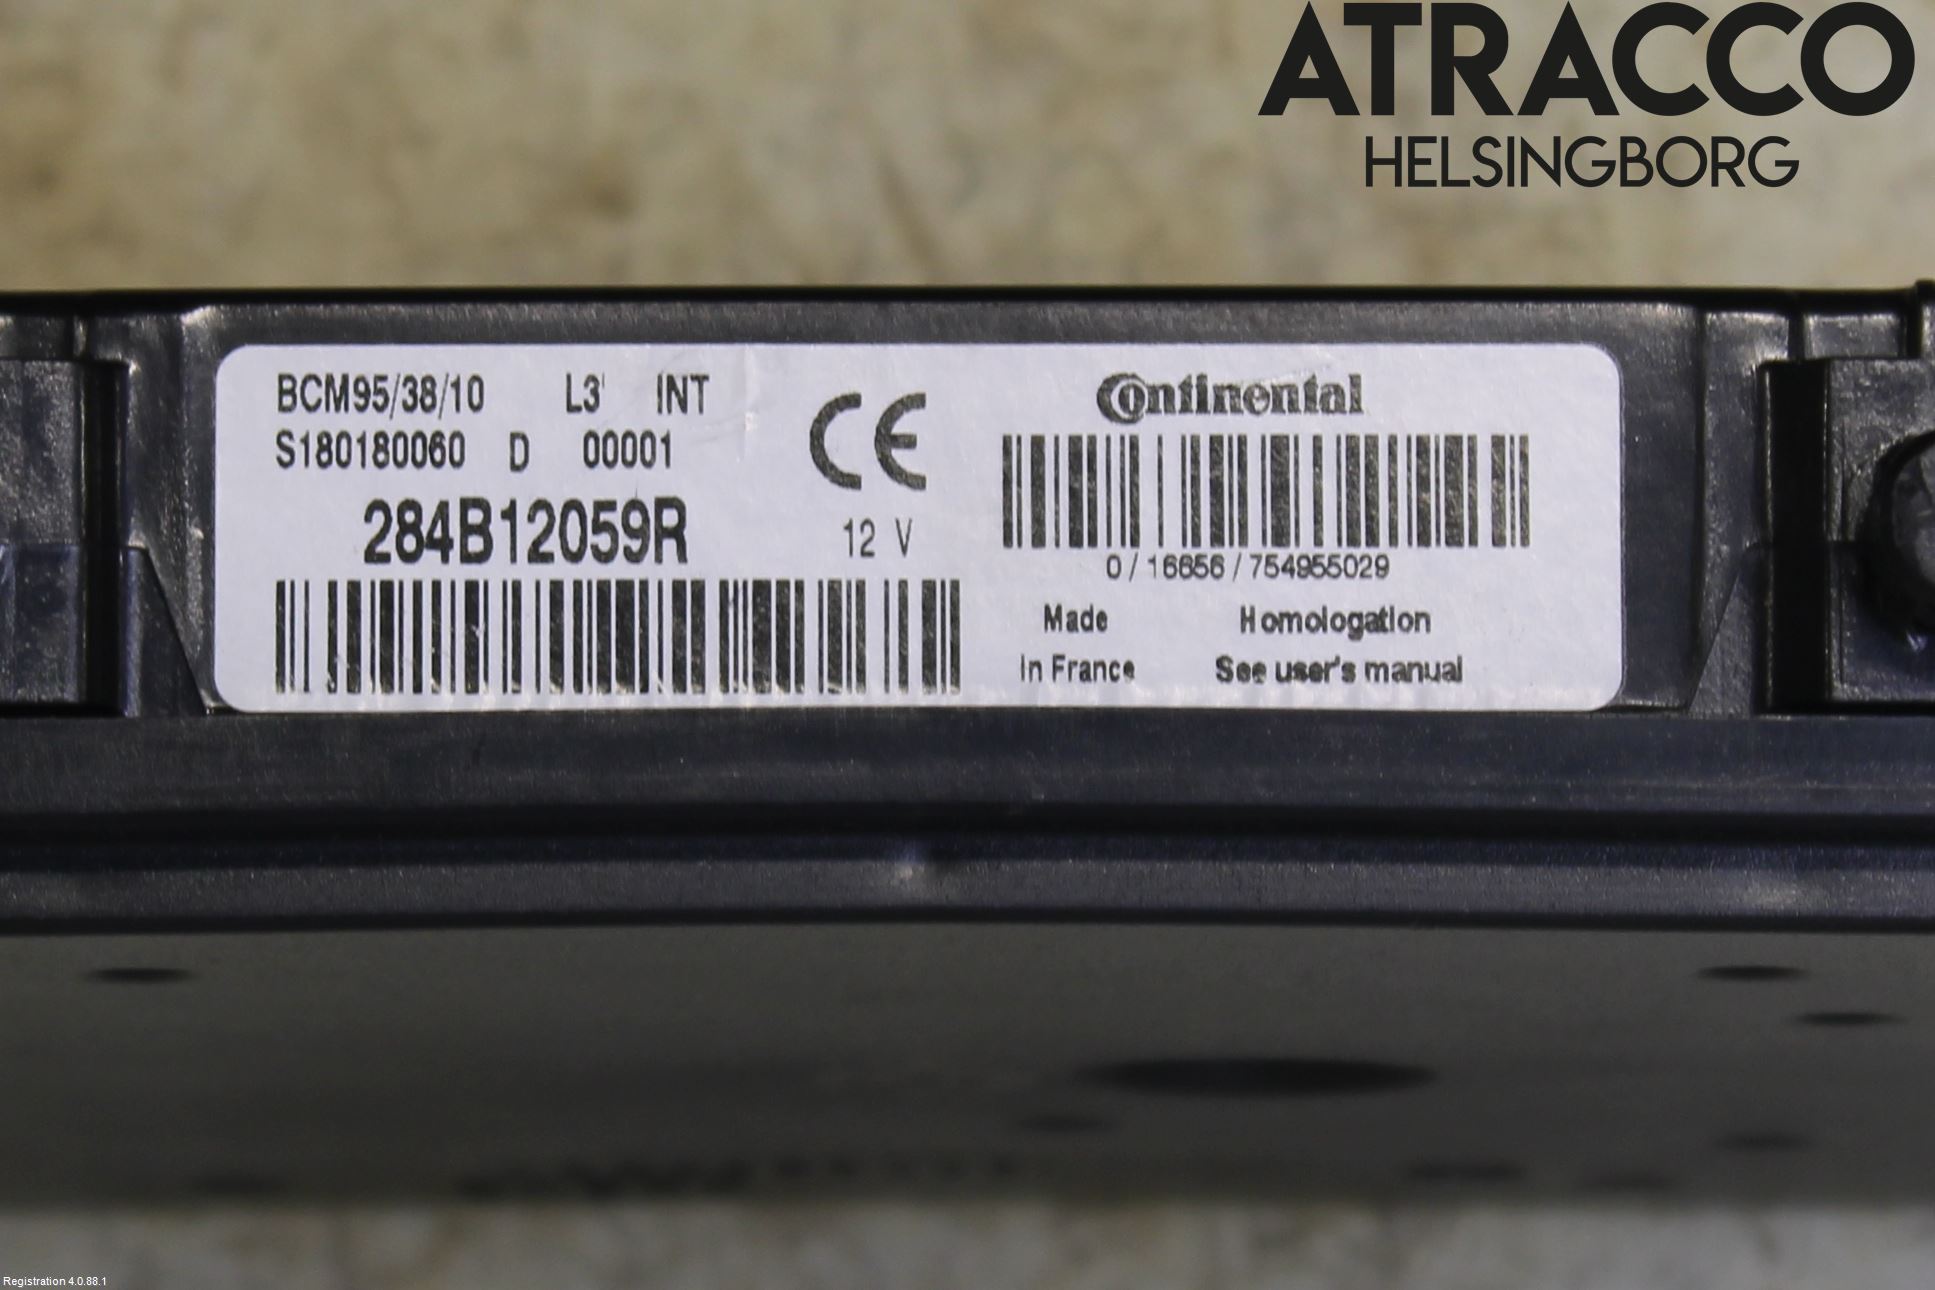 ATRACCO
HELSINGBORG
BCM95/38/10 L3' INT
S180180060 D 00001
284B12059R
CE
12 V
Continental
0 / 16656 / 754955029
Made
In France
Homologation
See user's manual
Registration 4.0.88.1